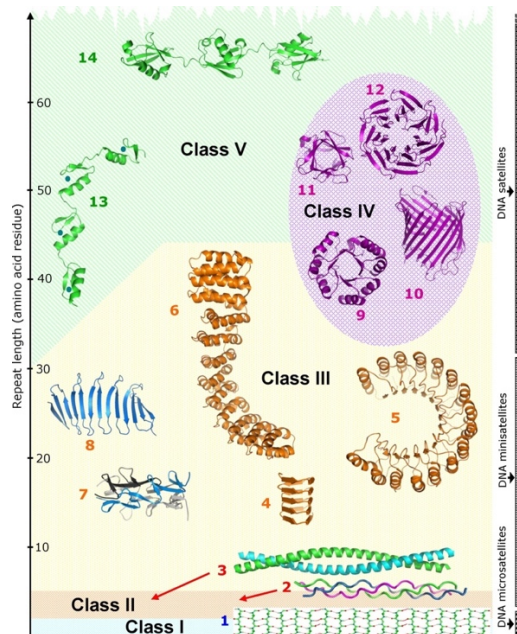 14
12
60
Class V
11
50
Class IV
13
DNA satellites
Repeat length (amino acid residue)
40
6
9
10
30
Class III
5
8
20
7
4
DNA minisatellites
10
3
2
Class II
1
Class I
DNA microsatellites